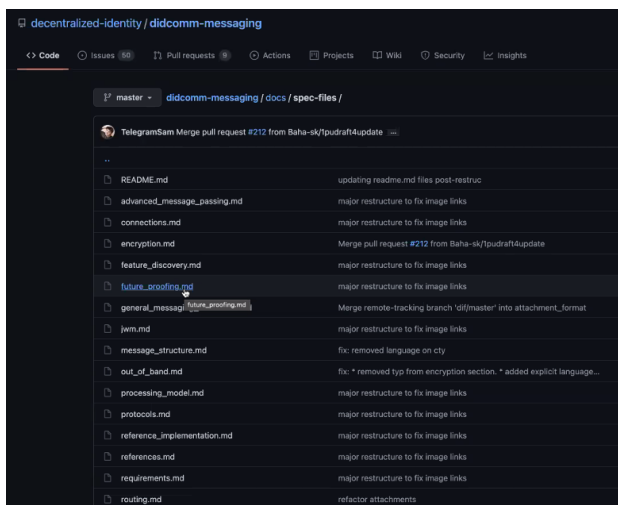 decentralized-identity / didcomm-messaging
<> Code Issues 50 Pull requests 9 Actions Projects Wiki Security Insights
master didcomm-messaging / docs / spec-files /
TelegramSam Merge pull request #212 from Baha-sk/1pudraft4update ...
..
README.md updating readme.md files post-restruc
advanced_message_passing.md major restructure to fix image links
connections.md major restructure to fix image links
encryption.md Merge pull request #212 from Baha-sk/1pudraft4update
feature_discovery.md major restructure to fix image links
future_proofing.md major restructure to fix image links
general_messagi future_proofing.md Merge remote-tracking branch 'dif/master' into attachment_format
jwm.md major restructure to fix image links
message_structure.md fix: removed language on cty
out_of_band.md fix: * removed typ from encryption section. * added explicit language...
processing_model.md major restructure to fix image links
protocols.md major restructure to fix image links
reference_implementation.md major restructure to fix image links
references.md major restructure to fix image links
requirements.md major restructure to fix image links
routing.md refactor attachments